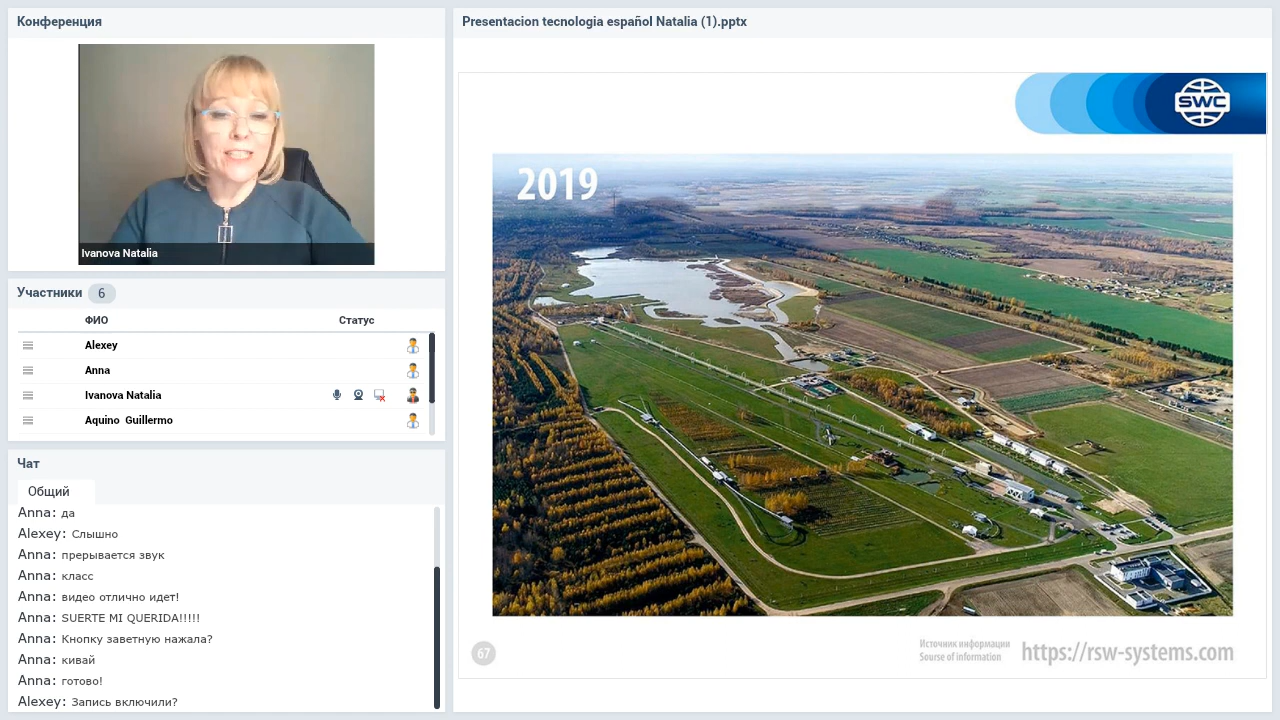 Конференция
Ivanova Natalia
Участники 6
ФИО Статус
Alexey
Anna
Ivanova Natalia
Aquino Guillermo
Чат
Общий
Anna: да
Alexey: Слышно
Anna: прерывается звук
Anna: класс
Anna: видео отлично идет!
Anna: SUERTE MI QUERIDA!!!!!
Anna: Кнопку заветную нажала?
Anna: кивай
Anna: готово!
Alexey: Запись включили?
Presentacion tecnologia español Natalia (1).pptx
SWC
2019
67
Источник информации
Sourse of information
https://rsw-systems.com